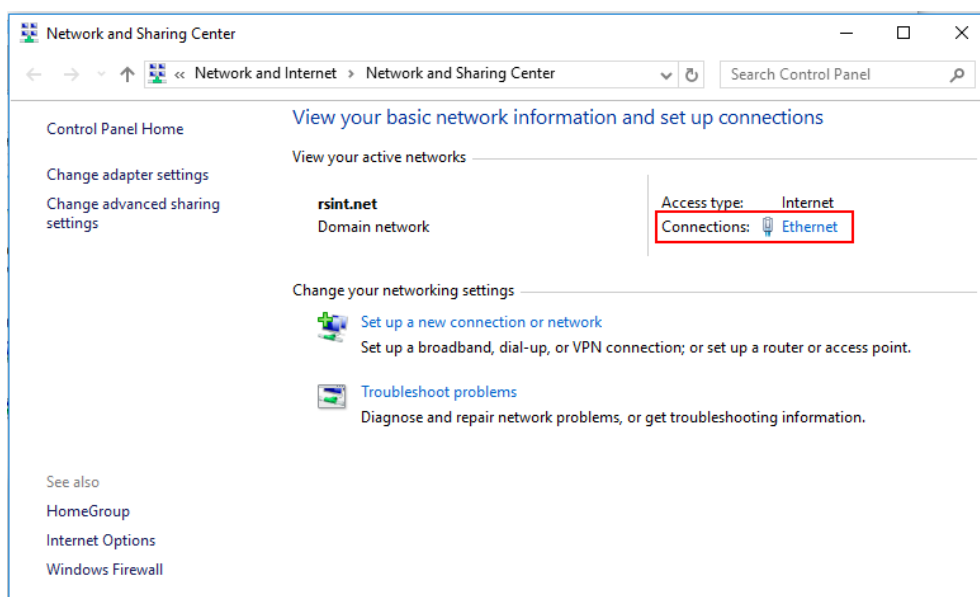 Network and Sharing Center
« Network and Internet > Network and Sharing Center
Search Control Panel
Control Panel Home
Change adapter settings
Change advanced sharing
settings
View your basic network information and set up connections
View your active networks
rsint.net
Domain network
Access type: Internet
Connections: Ethernet
Change your networking settings
Set up a new connection or network
Set up a broadband, dial-up, or VPN connection; or set up a router or access point.
Troubleshoot problems
Diagnose and repair network problems, or get troubleshooting information.
See also
HomeGroup
Internet Options
Windows Firewall